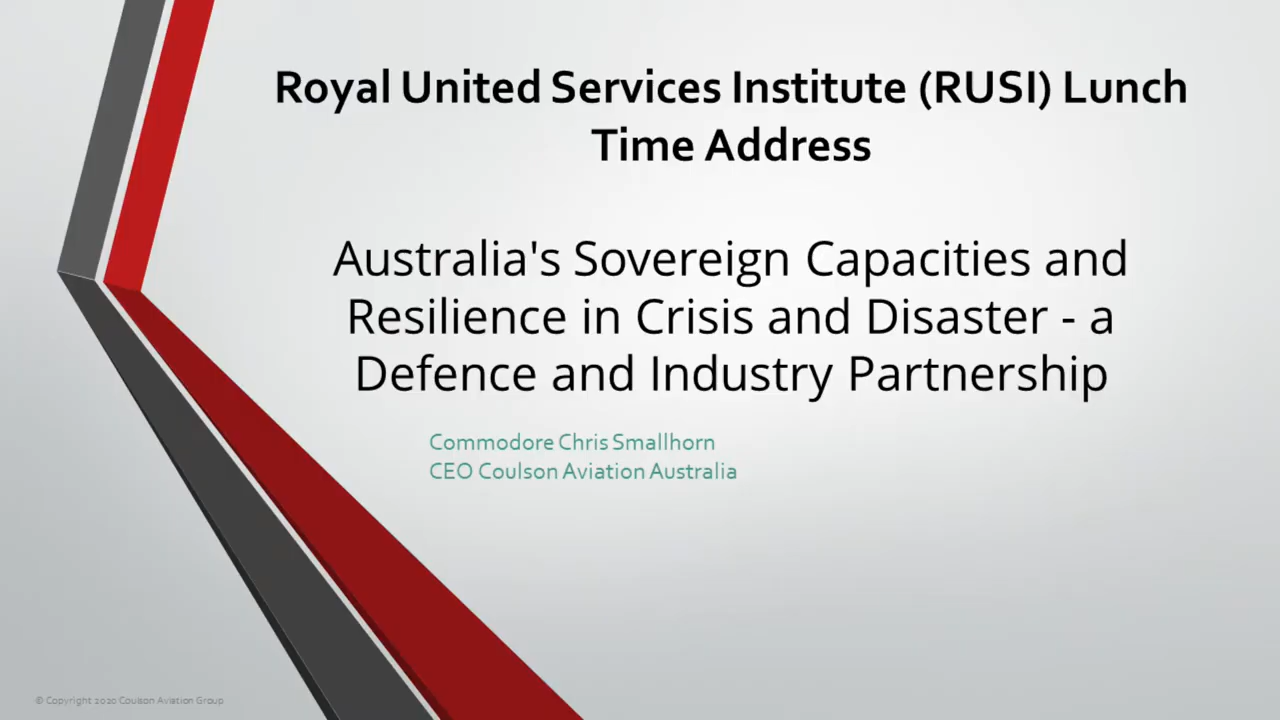 Royal United Services Institute (RUSI) Lunch
Time Address
Australia's Sovereign Capacities and
Resilience in Crisis and Disaster - a
Defence and Industry Partnership
Commodore Chris Smallhorn
CEO Coulson Aviation Australia
© Copyright 2020 Coulson Aviation Group